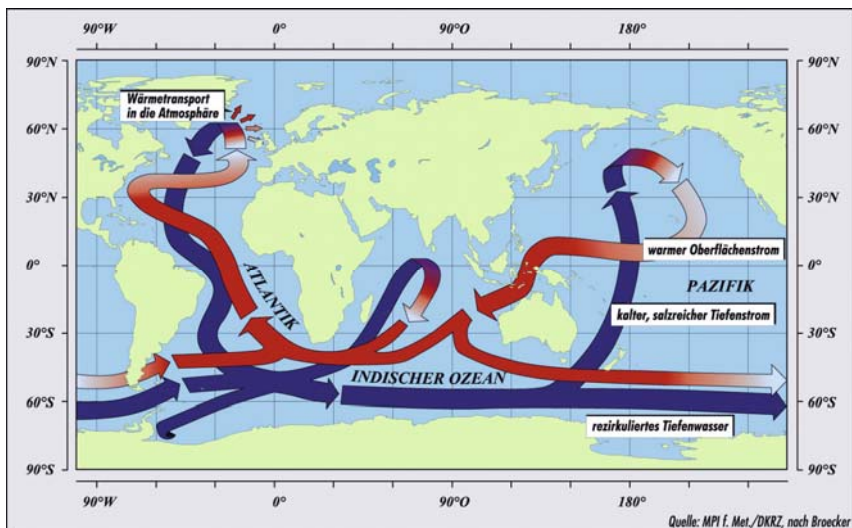 90°W 0° 90°O 180°
90°N 90°N
60°N 60°N
30°N 30°N
0° 0°
30°S 30°S
60°S 60°S
90°S 90°S
Wärmetransport
in die Atmosphäre
warmer Oberflächenstrom
ATLANTIK
PAZIFIK
kalter, salzreicher Tiefenstrom
INDISCHER OZEAN
rezirkuliertes Tiefenwasser
90°W 0° 90°O 180°
Quelle: MPI f. Met./DKRZ, nach Broecker